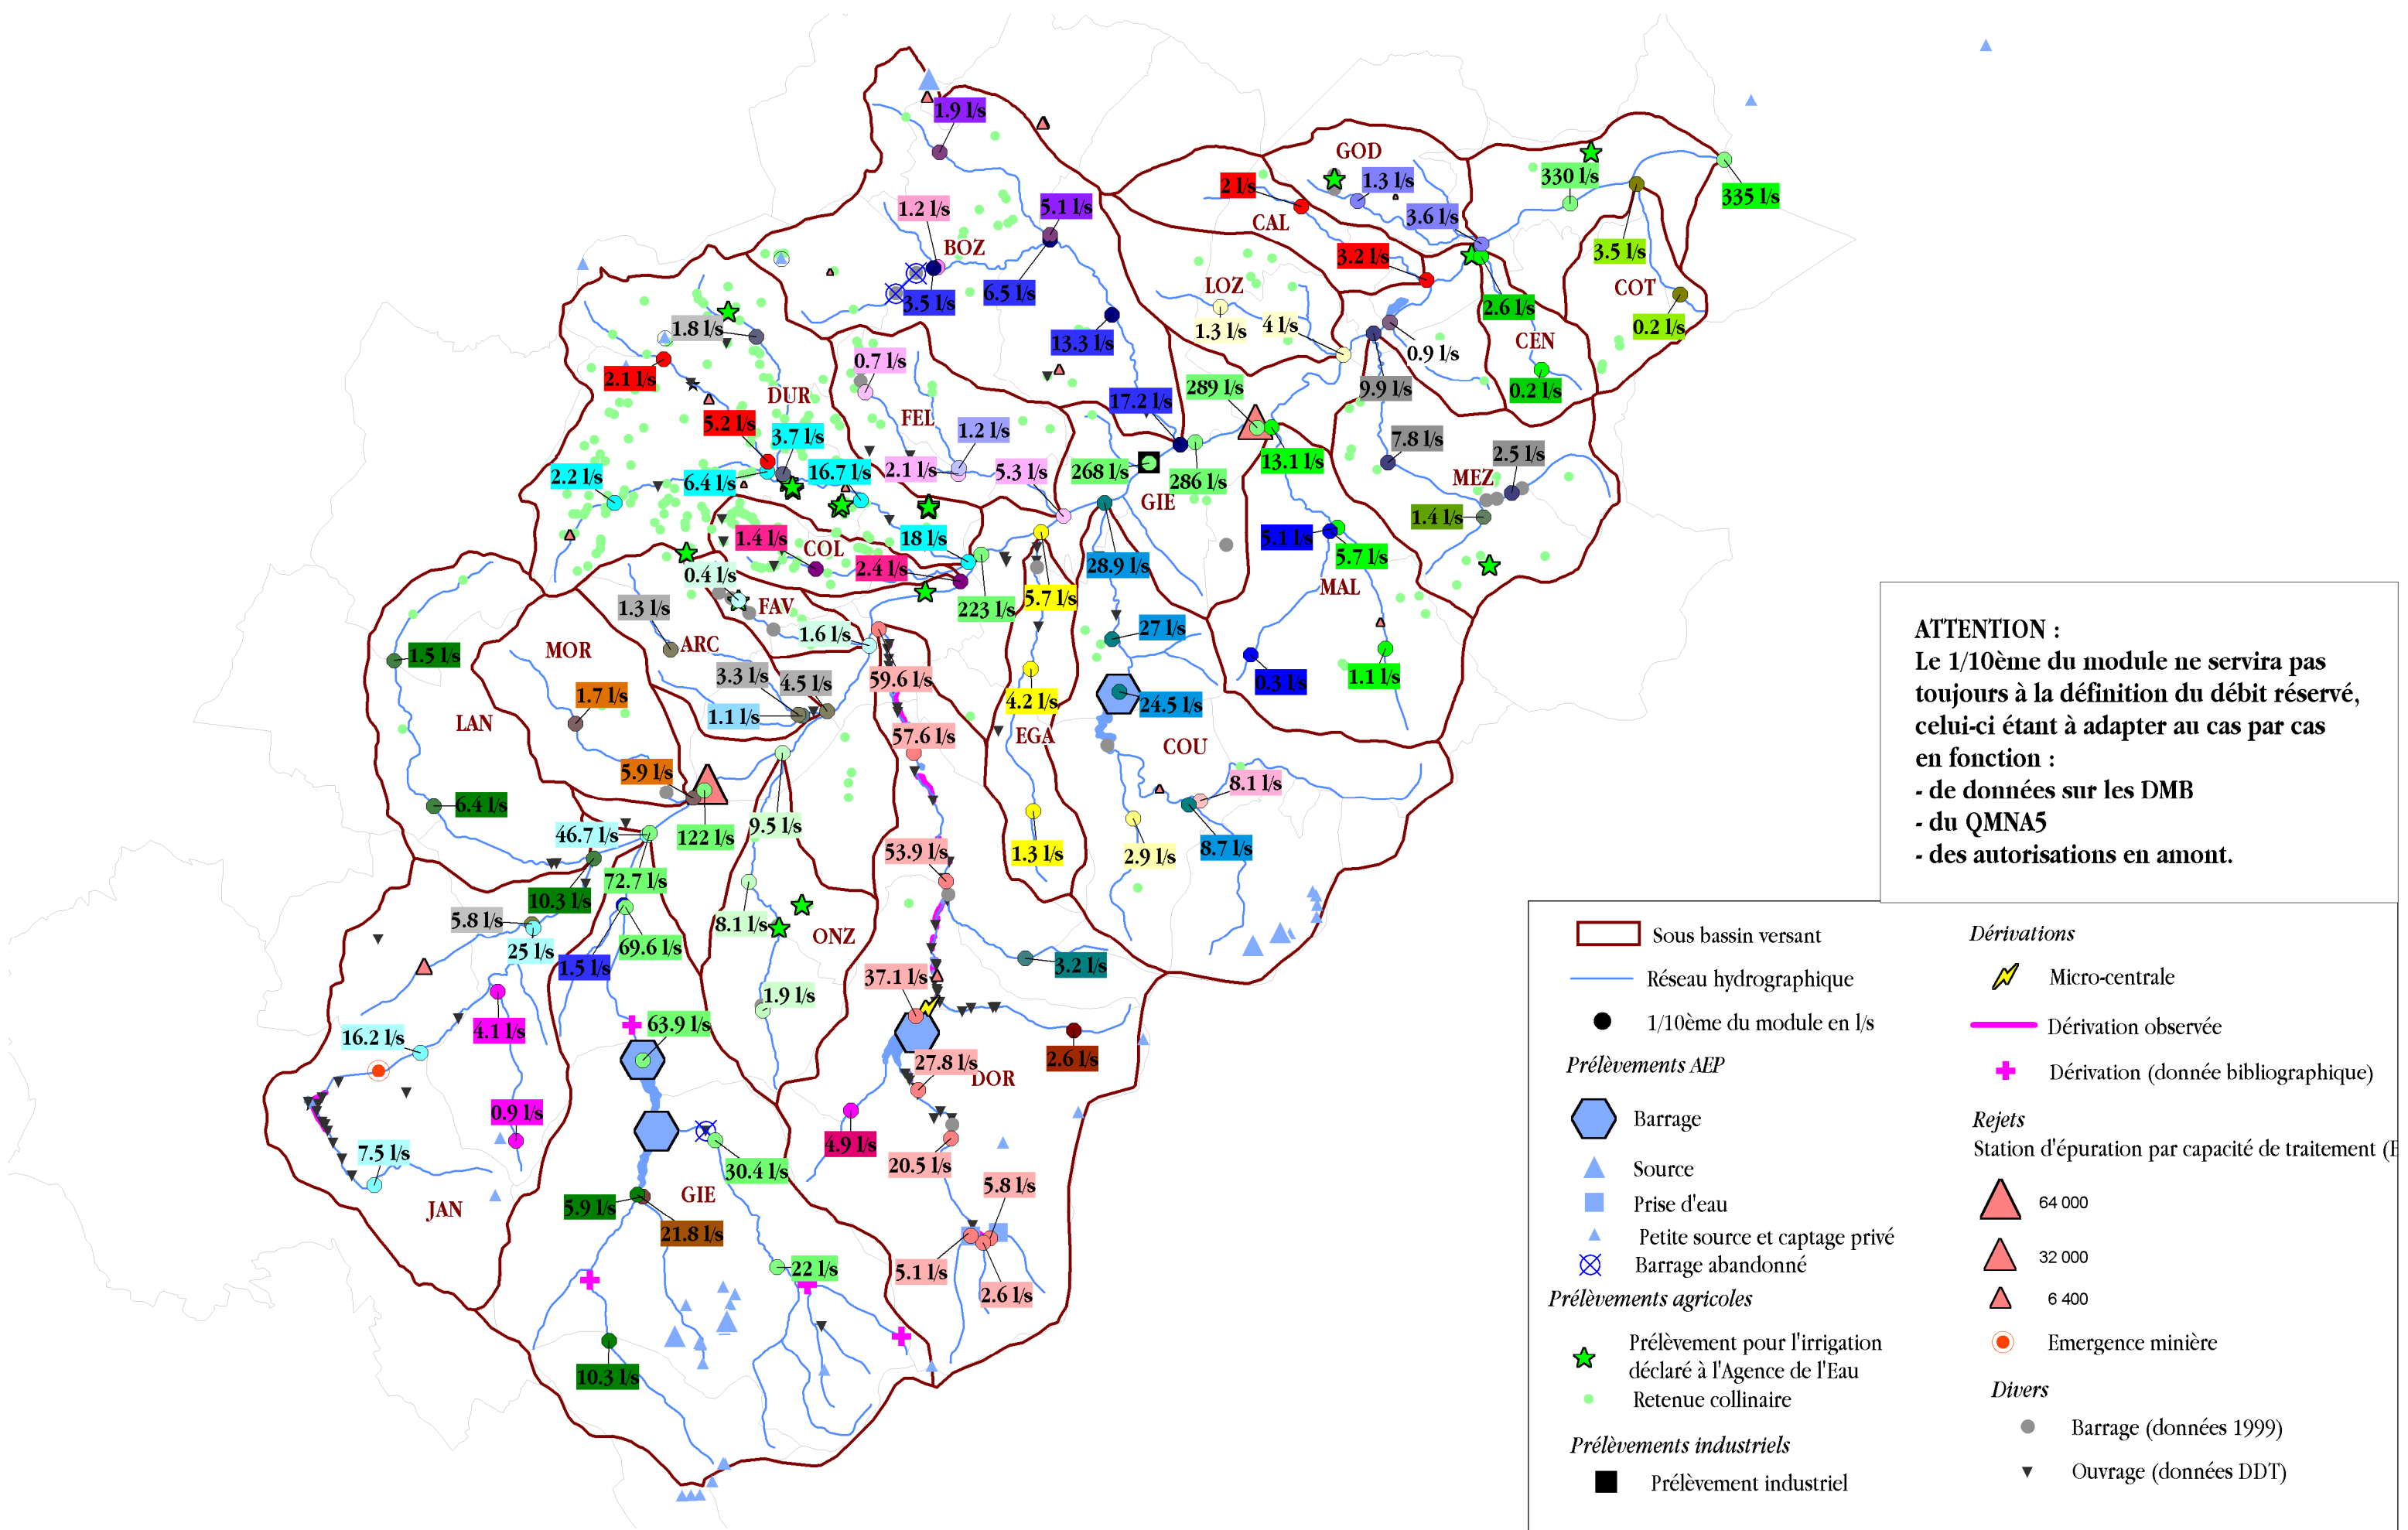 1.9 l/s
GOD
330 l/s
1.3 l/s
2 l/s
335 l/s
1.2 l/s
5.1 l/s
3.6 l/s
CAL
BOZ
3.5 l/s
3.2 l/s
LOZ
COT
6.5 l/s
3.5 l/s
2.6 l/s
1.8 l/s
1.3 l/s
4 l/s
0.2 l/s
13.3 l/s
CEN
0.9 l/s
0.7 l/s
2.1 l/s
289 l/s
9.9 l/s
0.2 l/s
DUR
17.2 l/s
FEL
5.2 l/s
3.7 l/s
1.2 l/s
7.8 l/s
2.5 l/s
2.2 l/s
6.4 l/s
16.7 l/s
2.1 l/s
5.3 l/s
268 l/s
286 l/s
13.1 l/s
MEZ
GIE
1.4 l/s
1.4 l/s
COL
18 l/s
5.1 l/s
5.7 l/s
2.4 l/s
28.9 l/s
0.4 l/s
MAL
1.3 l/s
FAV
223 l/s
5.7 l/s
1.6 l/s
27 l/s
MOR
ARC
1.5 l/s
3.3 l/s
4.5 l/s
59.6 l/s
0.3 l/s
1.1 l/s
1.7 l/s
1.1 l/s
4.2 l/s
24.5 l/s
LAN
57.6 l/s
EGA
COU
5.9 l/s
8.1 l/s
6.4 l/s
46.7 l/s
122 l/s
9.5 l/s
53.9 l/s
1.3 l/s
2.9 l/s
8.7 l/s
72.7 l/s
10.3 l/s
5.8 l/s
25 l/s
69.6 l/s
8.1 l/s
ONZ
1.5 l/s
37.1 l/s
3.2 l/s
1.9 l/s
16.2 l/s
4.1 l/s
63.9 l/s
27.8 l/s
2.6 l/s
DOR
0.9 l/s
7.5 l/s
4.9 l/s
30.4 l/s
20.5 l/s
JAN
5.9 l/s
GIE
5.8 l/s
21.8 l/s
22 l/s
5.1 l/s
2.6 l/s
10.3 l/s
ATTENTION :
Le 1/10ème du module ne servira pas
toujours à la définition du débit réservé,
celui-ci étant à adapter au cas par cas
en fonction :
- de données sur les DMB
- du QMNA5
- des autorisations en amont.
Sous bassin versant
Réseau hydrographique
1/10ème du module en l/s
Prélèvements AEP
Barrage
Source
Prise d'eau
Petite source et captage privé
Barrage abandonné
Prélèvements agricoles
Prélèvement pour l'irrigation
déclaré à l'Agence de l'Eau
Retenue collinaire
Prélèvements industriels
Prélèvement industriel
Dérivations
Micro-centrale
Dérivation observée
Dérivation (donnée bibliographique)
Rejets
Station d'épuration par capacité de traitement (E
64 000
32 000
6 400
Emergence minière
Divers
Barrage (données 1999)
Ouvrage (données DDT)